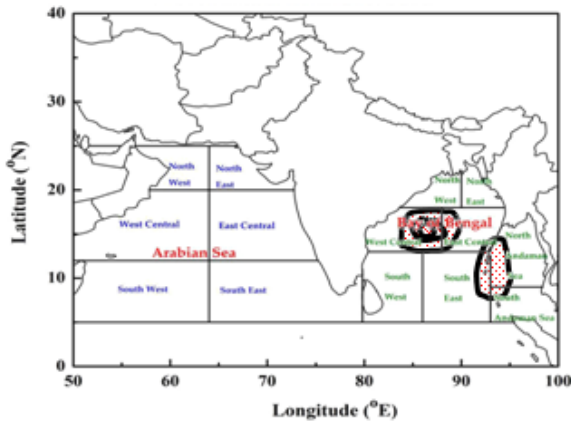 40
30
20
10
0
50
60
70
80
90
100
Latitude (°N)
Longitude (°E)
North
West
North
East
West Central
East Central
Arabian Sea
South West
South East
North
West
North
East
Bay of Bengal
West Central
East Central
South
West
South
East
North
Andaman
Sea
South
Andaman Sea